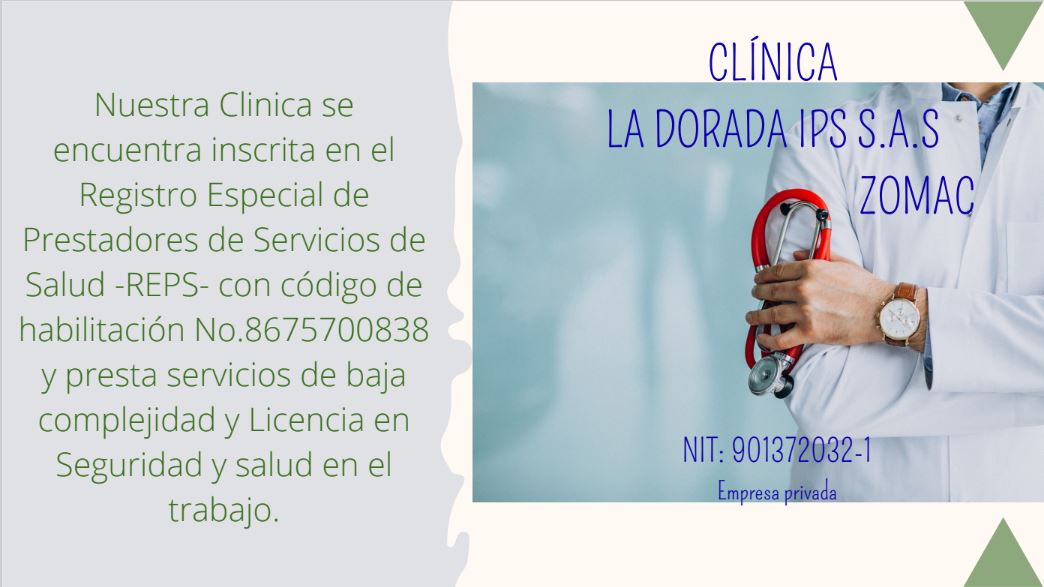 Nuestra Clinica se
encuentra inscrita en el
Registro Especial de
Prestadores de Servicios de
Salud -REPS- con código de
habilitación No.8675700838
y presta servicios de baja
complejidad y Licencia en
Seguridad y salud en el
trabajo.
CLÍNICA
LA DORADA IPS S.A.S
ZOMAC
NIT: 901372032-1
Empresa privada